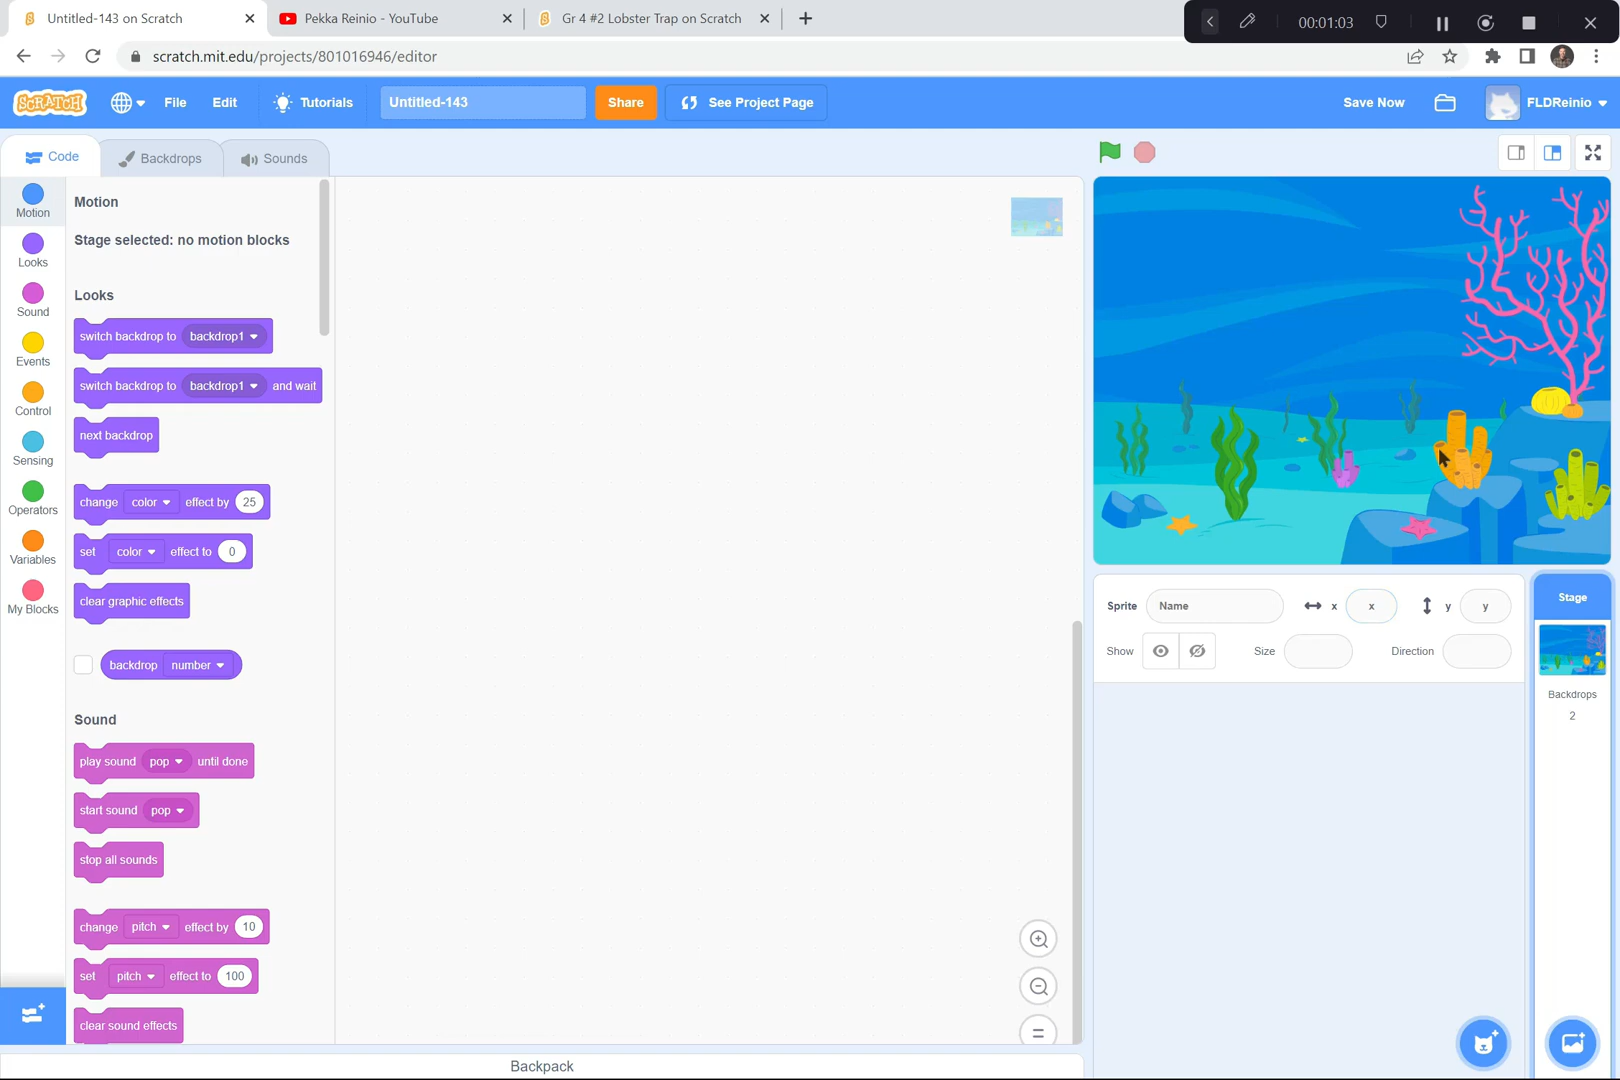 Untitled-143 on Scratch
Pekka Reinio - YouTube
Gr 4 #2 Lobster Trap on Scratch
00:01:03
scratch.mit.edu/projects/801016946/editor
SCRATCH
File
Edit
Tutorials
Untitled-143
Share
See Project Page
Save Now
FLDReinio
Code
Backdrops
Sounds
Motion
Looks
Sound
Events
Control
Sensing
Operators
Variables
My Blocks
Motion
Stage selected: no motion blocks
Looks
switch backdrop to backdrop1
switch backdrop to backdrop1 and wait
next backdrop
change color effect by 25
set color effect to 0
clear graphic effects
backdrop number
Sound
play sound pop until done
start sound pop
stop all sounds
change pitch effect by 10
set pitch effect to 100
clear sound effects
Backpack
Sprite Name x x y y
Show Size Direction
Stage
Backdrops
2